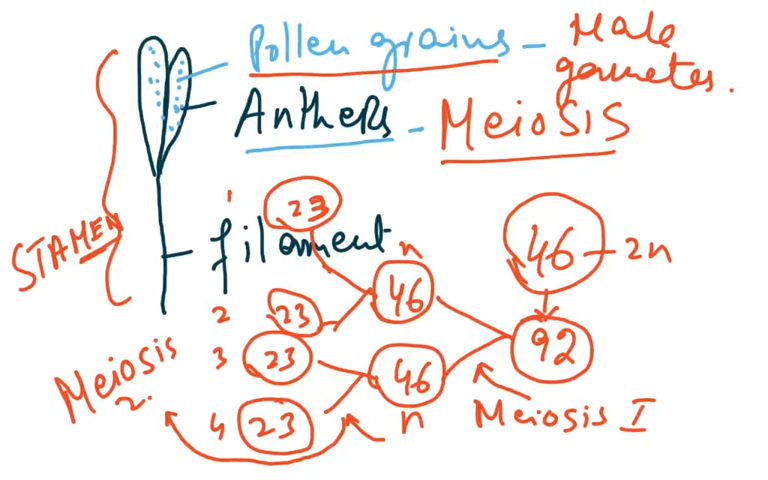 Pollen grains - Male
gametes.
Anthers - MEIOSIS
STAMEN
filament
1 23
46 - 2n
n
46
2 23
92
3 23
46
Meiosis
2.
4 23
n
Meiosis I